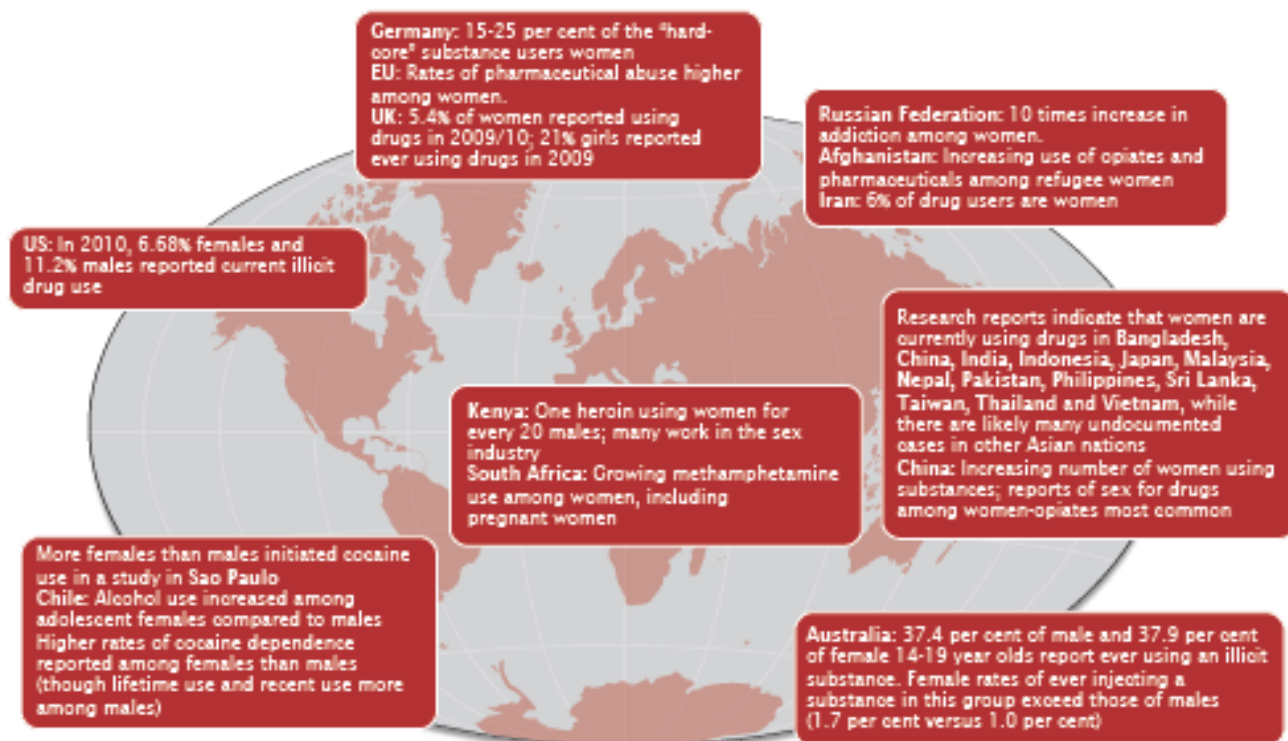 Germany: 15-25 per cent of the "hard-
core" substance users women
EU: Rates of pharmaceutical abuse higher
among women.
UK: 5.4% of women reported using
drugs in 2009/10; 21% girls reported
ever using drugs in 2009
Russian Federation: 10 times increase in
addiction among women.
Afghanistan: Increasing use of opiates and
pharmaceuticals among refugee women
Iran: 6% of drug users are women
US: In 2010, 6.68% females and
11.2% males reported current illicit
drug use
Research reports indicate that women are
currently using drugs in Bangladesh,
China, India, Indonesia, Japan, Malaysia,
Nepal, Pakistan, Philippines, Sri Lanka,
Taiwan, Thailand and Vietnam, while
there are likely many undocumented
cases in other Asian nations
China: Increasing number of women using
substances; reports of sex for drugs
among women-opiates most common
Kenya: One heroin using women for
every 20 males; many work in the sex
industry
South Africa: Growing methamphetamine
use among women, including
pregnant women
More females than males initiated cocaine
use in a study in Sao Paulo
Chile: Alcohol use increased among
adolescent females compared to males
Higher rates of cocaine dependence
reported among females than males
(though lifetime use and recent use more
among males)
Australia: 37.4 per cent of male and 37.9 per cent
of female 14-19 year olds report ever using an illicit
substance. Female rates of ever injecting a
substance in this group exceed those of males
(1.7 per cent versus 1.0 per cent)